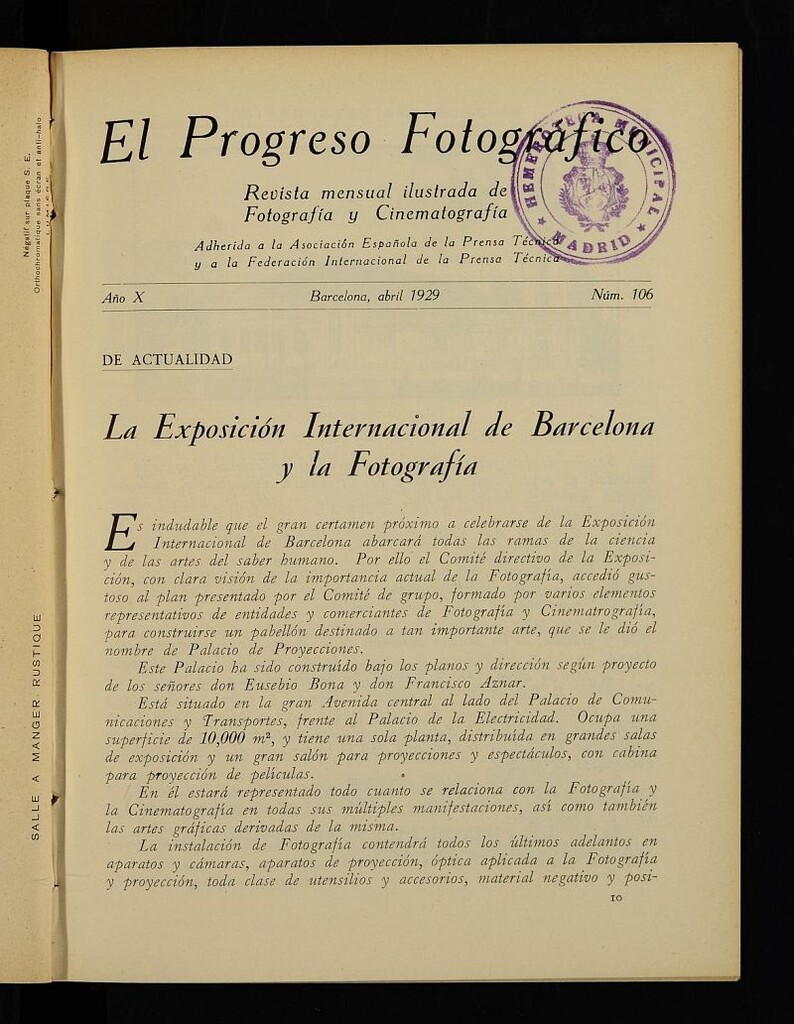 El Progreso Fotográfico
Revista mensual ilustrada de
Fotografía y Cinematografía
Adherida a la Asociación Española de la Prensa Técnica
y a la Federación Internacional de la Prensa Técnica
HEMEROTECA MUNICIPAL
★ MADRID ★
Año X Barcelona, abril 1929 Núm. 106
DE ACTUALIDAD
La Exposición Internacional de Barcelona
y la Fotografía
Es indudable que el gran certamen próximo a celebrarse de la Exposición
Internacional de Barcelona abarcará todas las ramas de la ciencia
y de las artes del saber humano. Por ello el Comité directivo de la Exposi-
ción, con clara visión de la importancia actual de la Fotografía, accedió gus-
toso al plan presentado por el Comité de grupo, formado por varios elementos
representativos de entidades y comerciantes de Fotografía y Cinematrografía,
para construirse un pabellón destinado a tan importante arte, que se le dió el
nombre de Palacio de Proyecciones.
Este Palacio ha sido construído bajo los planos y dirección según proyecto
de los señores don Eusebio Bona y don Francisco Aznar.
Está situado en la gran Avenida central al lado del Palacio de Comu-
nicaciones y Transportes, frente al Palacio de la Electricidad. Ocupa una
superficie de 10,000 m², y tiene una sola planta, distribuída en grandes salas
de exposición y un gran salón para proyecciones y espectáculos, con cabina
para proyección de películas.
En él estará representado todo cuanto se relaciona con la Fotografía y
la Cinematografía en todas sus múltiples manifestaciones, así como también
las artes gráficas derivadas de la misma.
La instalación de Fotografía contendrá todos los últimos adelantos en
aparatos y cámaras, aparatos de proyección, óptica aplicada a la Fotografía
y proyección, toda clase de utensilios y accesorios, material negativo y posi-
10
Négatif sur plaque S. E.
Orthochromatique sans écran et anti-halo
LUMIERE
SALLE A MANGER RUSTIQUE